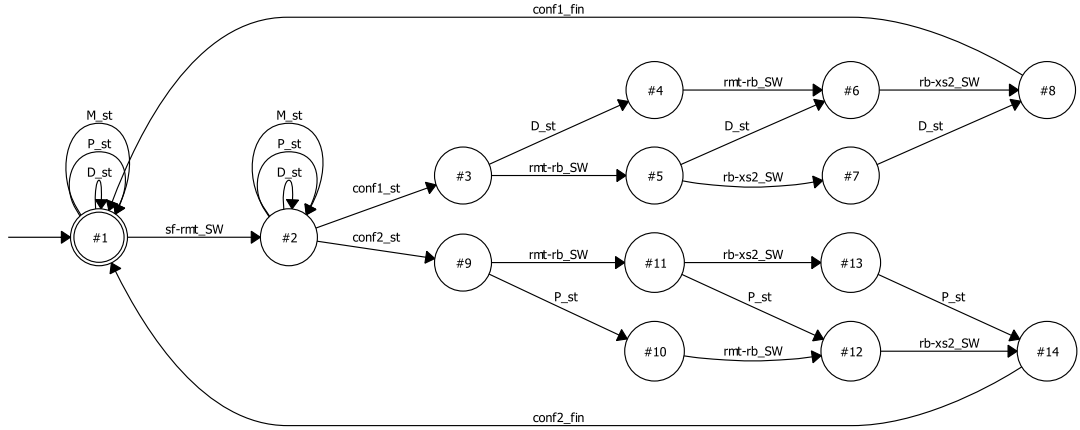 conf1_fin
M_st
P_st
D_st
#1
sf-rmt_SW
M_st
P_st
D_st
#2
conf1_st
conf2_st
#3
D_st
rmt-rb_SW
#4
rmt-rb_SW
#6
rb-xs2_SW
#8
#5
D_st
rb-xs2_SW
#7
D_st
#9
rmt-rb_SW
#11
rb-xs2_SW
#13
P_st
P_st
P_st
#10
rmt-rb_SW
#12
rb-xs2_SW
#14
conf2_fin